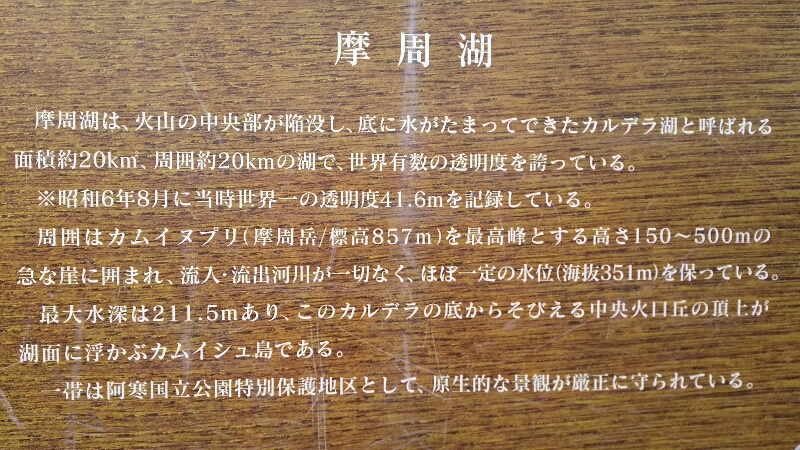 摩周湖
摩周湖は、火山の中央部が陥没し、底に水がたまってできたカルデラ湖と呼ばれる
面積約20k㎡、周囲約20kmの湖で、世界有数の透明度を誇っている。
※昭和6年8月に当時世界一の透明度41.6mを記録している。
周囲はカムイヌプリ(摩周岳/標高857m)を最高峰とする高さ150～500mの
急な崖に囲まれ、流入・流出河川が一切なく、ほぼ一定の水位(海抜351m)を保っている。
最大水深は211.5mあり、このカルデラの底からそびえる中央火口丘の頂上が
湖面に浮かぶカムイシュ島である。
一帯は阿寒国立公園特別保護地区として、原生的な景観が厳正に守られている。